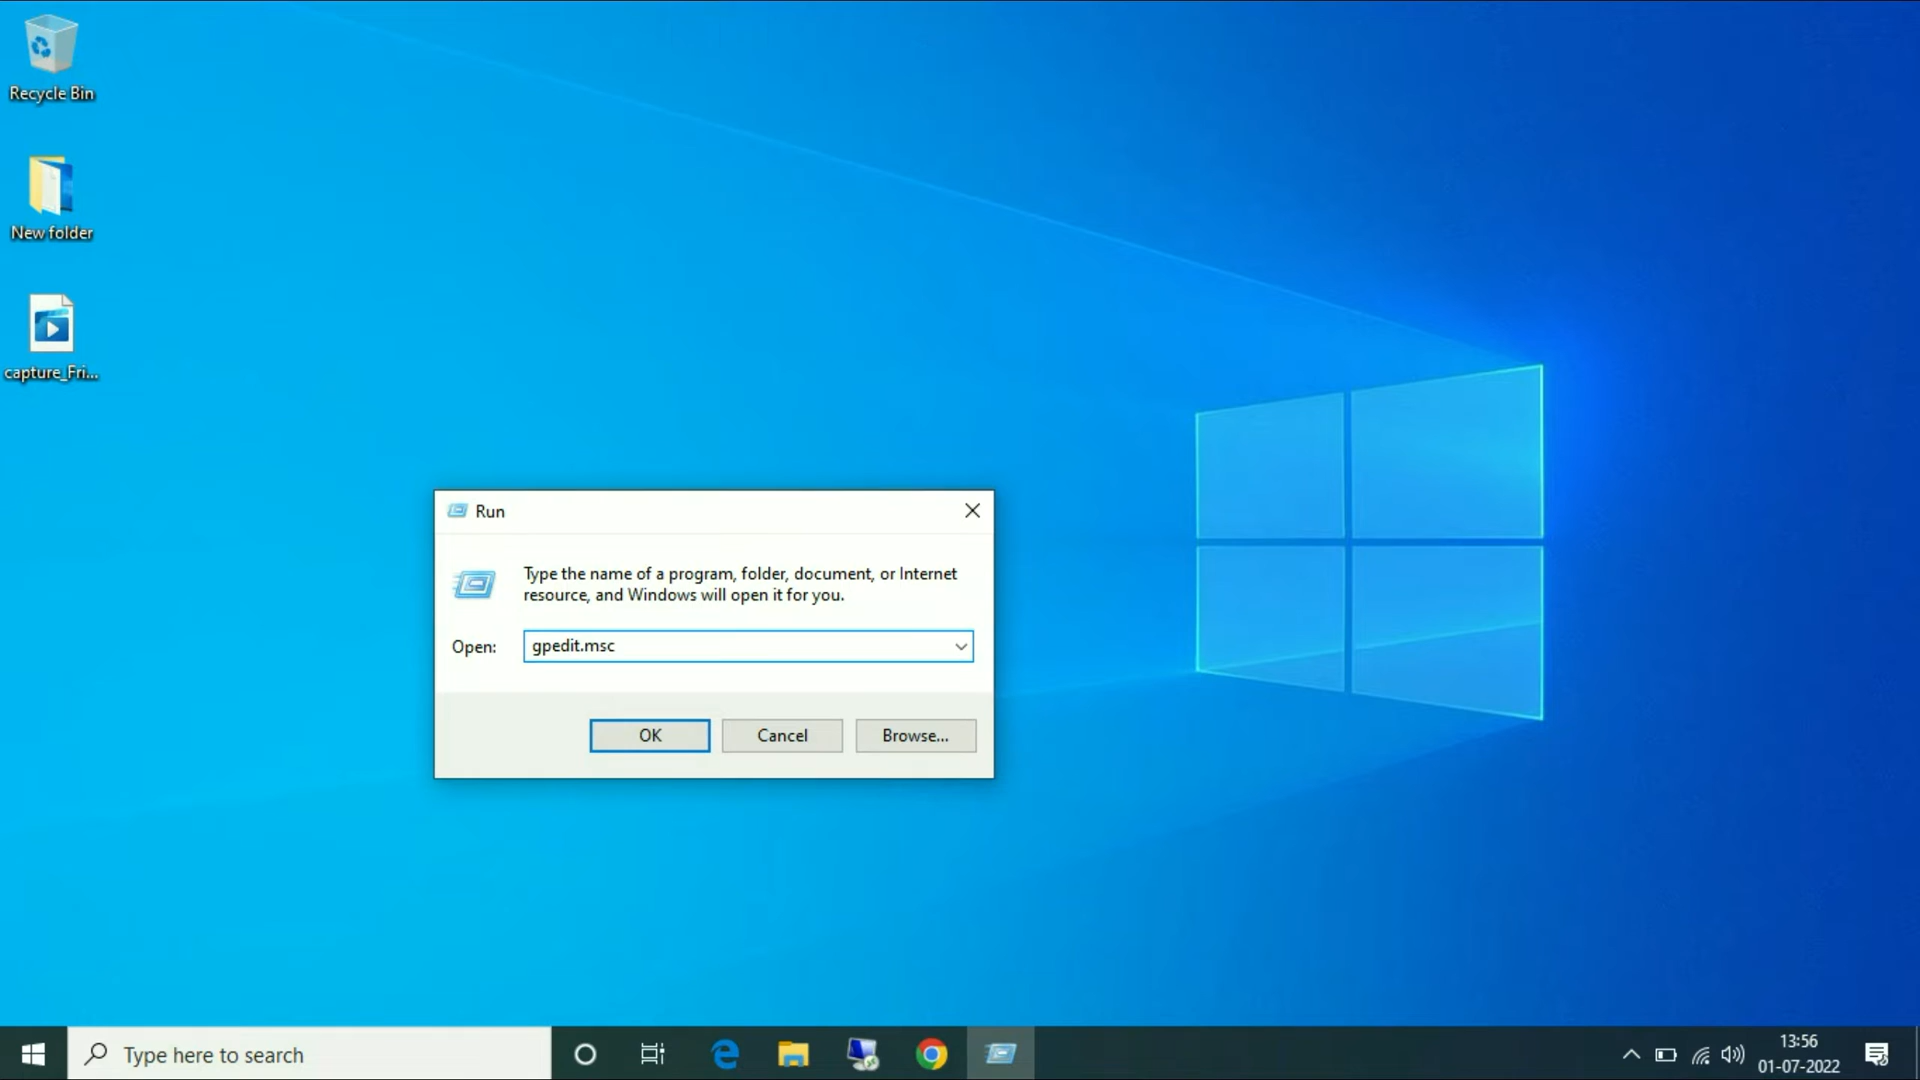 Recycle Bin
New folder
capture_Fri...
Run
Type the name of a program, folder, document, or Internet
resource, and Windows will open it for you.
Open:
gpedit.msc
OK
Cancel
Browse...
Type here to search
13:56
01-07-2022